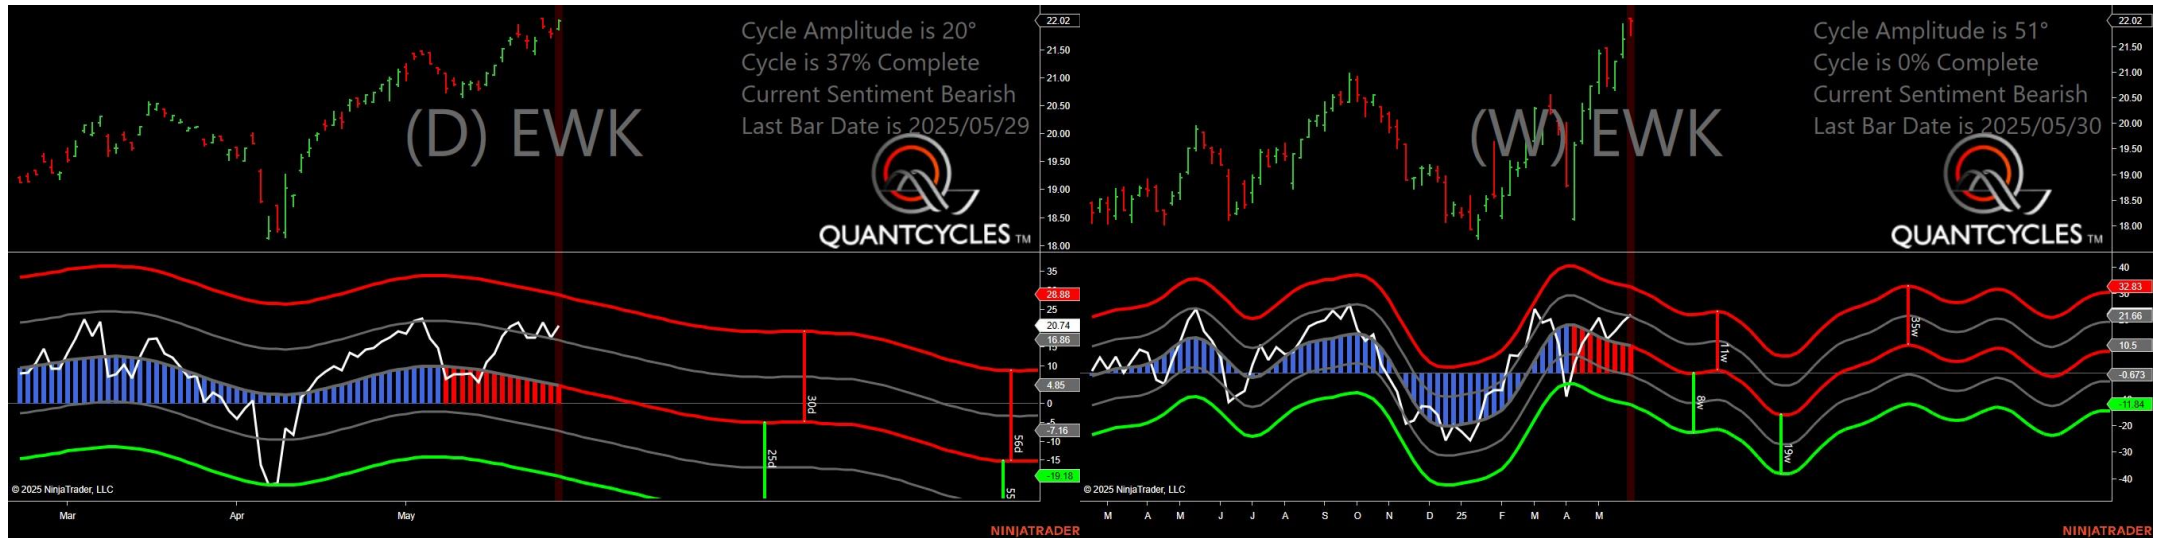 Cycle Amplitude is 20°
Cycle is 37% Complete
Current Sentiment Bearish
Last Bar Date is 2025/05/29
(D) EWK
QUANTCYCLES TM
22.02
21.50
21.00
20.50
20.00
19.50
19.00
18.50
18.00
35
28.88
25
20.74
16.86
10
4.85
0
-7.16
-10
-15
-19.18
30d
25d
56d
55
© 2025 NinjaTrader, LLC
Mar Apr May
NINJATRADER
Cycle Amplitude is 51°
Cycle is 0% Complete
Current Sentiment Bearish
Last Bar Date is 2025/05/30
(W) EWK
QUANTCYCLES TM
22.02
21.50
21.00
20.50
20.00
19.50
19.00
18.50
18.00
40
32.83
21.66
10.5
-0.673
-11.84
-20
-30
-40
11w
8w
19w
85w
© 2025 NinjaTrader, LLC
M A M J J A S O N D 25 F M A M
NINJATRADER